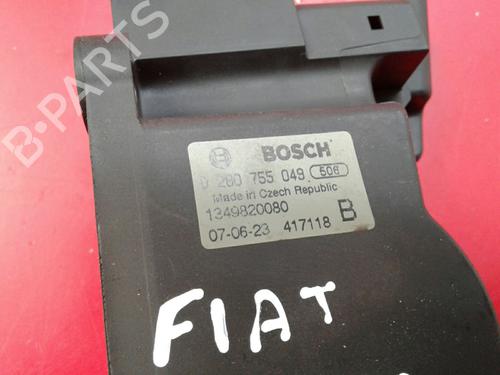 B-PARTS
BOSCH
0 280 755 049 506
Made in Czech Republic
1349820080
07-06-23 417118 B
FIAT